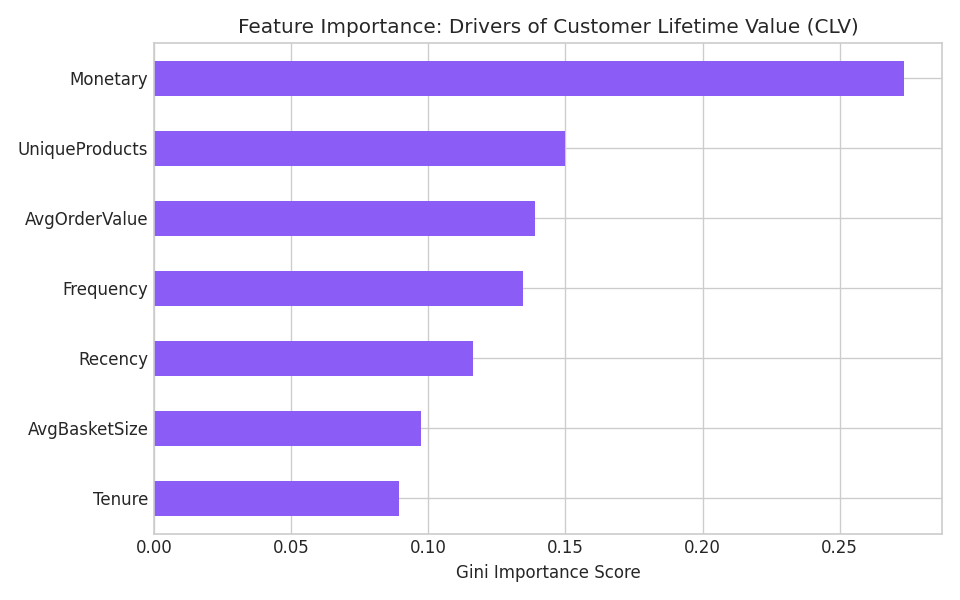 Feature Importance: Drivers of Customer Lifetime Value (CLV)
Monetary
UniqueProducts
AvgOrderValue
Frequency
Recency
AvgBasketSize
Tenure
0.00 0.05 0.10 0.15 0.20 0.25
Gini Importance Score